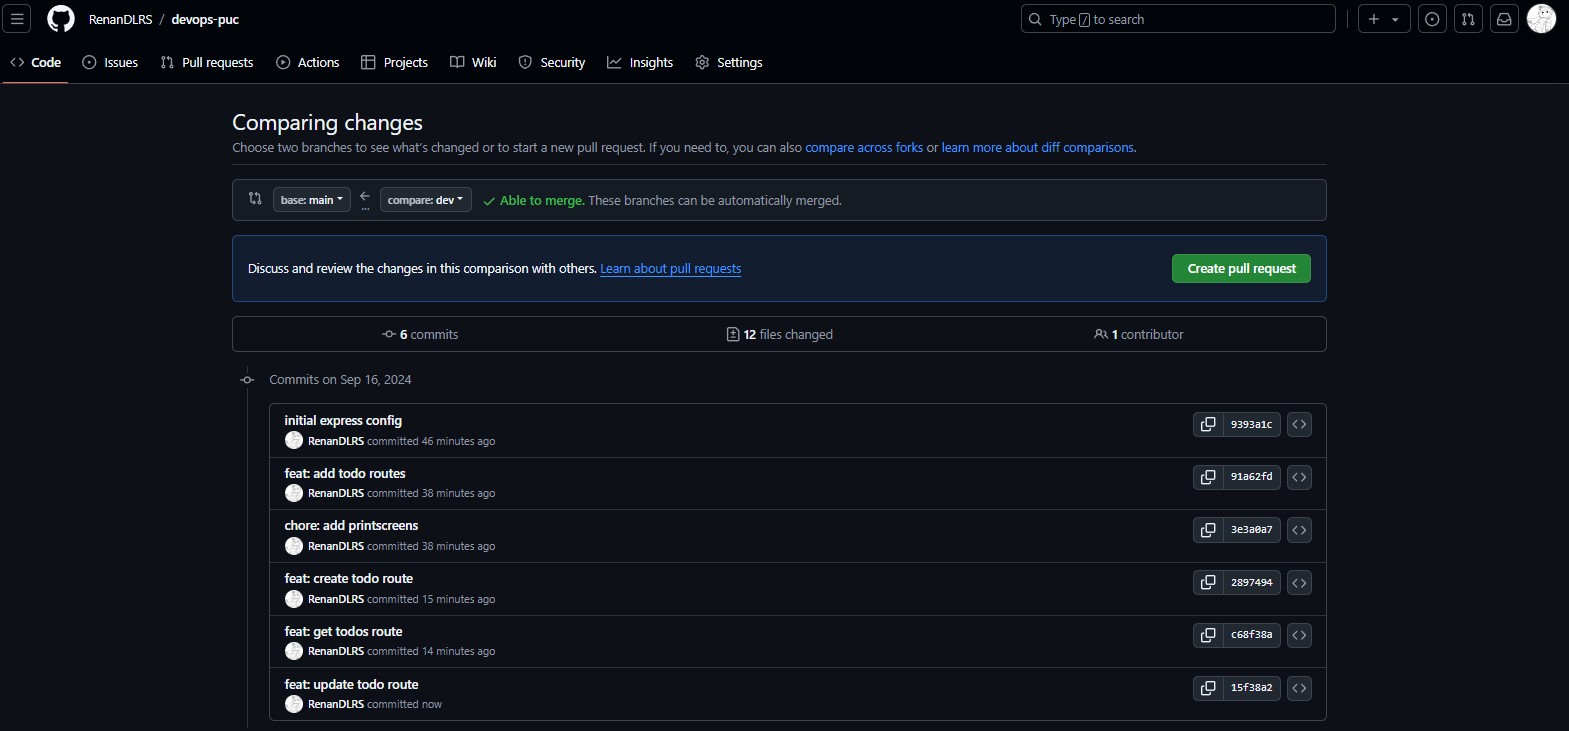 RenanDLRS / devops-puc
Type / to search
Code Issues Pull requests Actions Projects Wiki Security Insights Settings
Comparing changes
Choose two branches to see what's changed or to start a new pull request. If you need to, you can also compare across forks or learn more about diff comparisons.
base: main ... compare: dev Able to merge. These branches can be automatically merged.
Discuss and review the changes in this comparison with others. Learn about pull requests Create pull request
6 commits 12 files changed 1 contributor
Commits on Sep 16, 2024
initial express config
RenanDLRS committed 46 minutes ago
9393a1c
feat: add todo routes
RenanDLRS committed 38 minutes ago
91a62fd
chore: add printscreens
RenanDLRS committed 38 minutes ago
3e3a0a7
feat: create todo route
RenanDLRS committed 15 minutes ago
2897494
feat: get todos route
RenanDLRS committed 14 minutes ago
c68f38a
feat: update todo route
RenanDLRS committed now
15f38a2